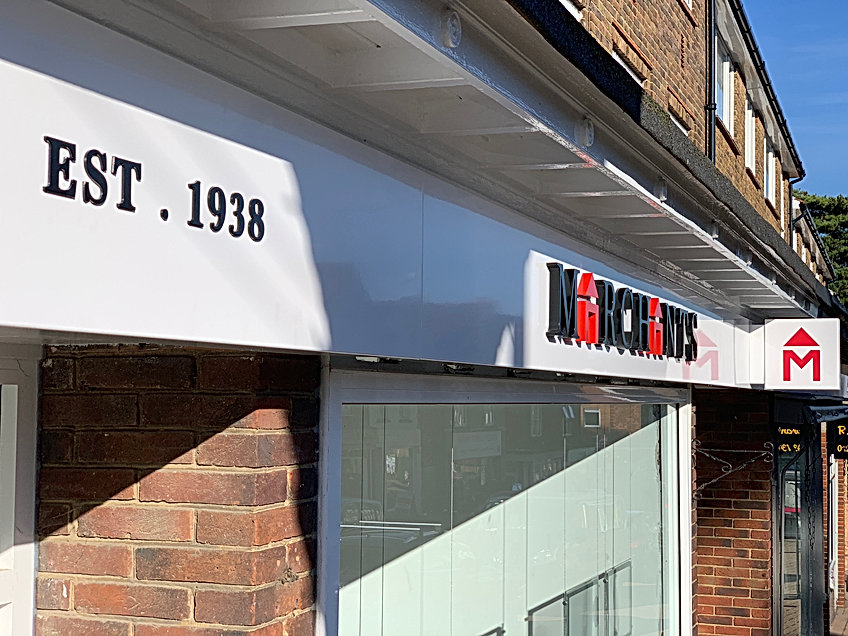 EST . 1938
MARCHANTS
M